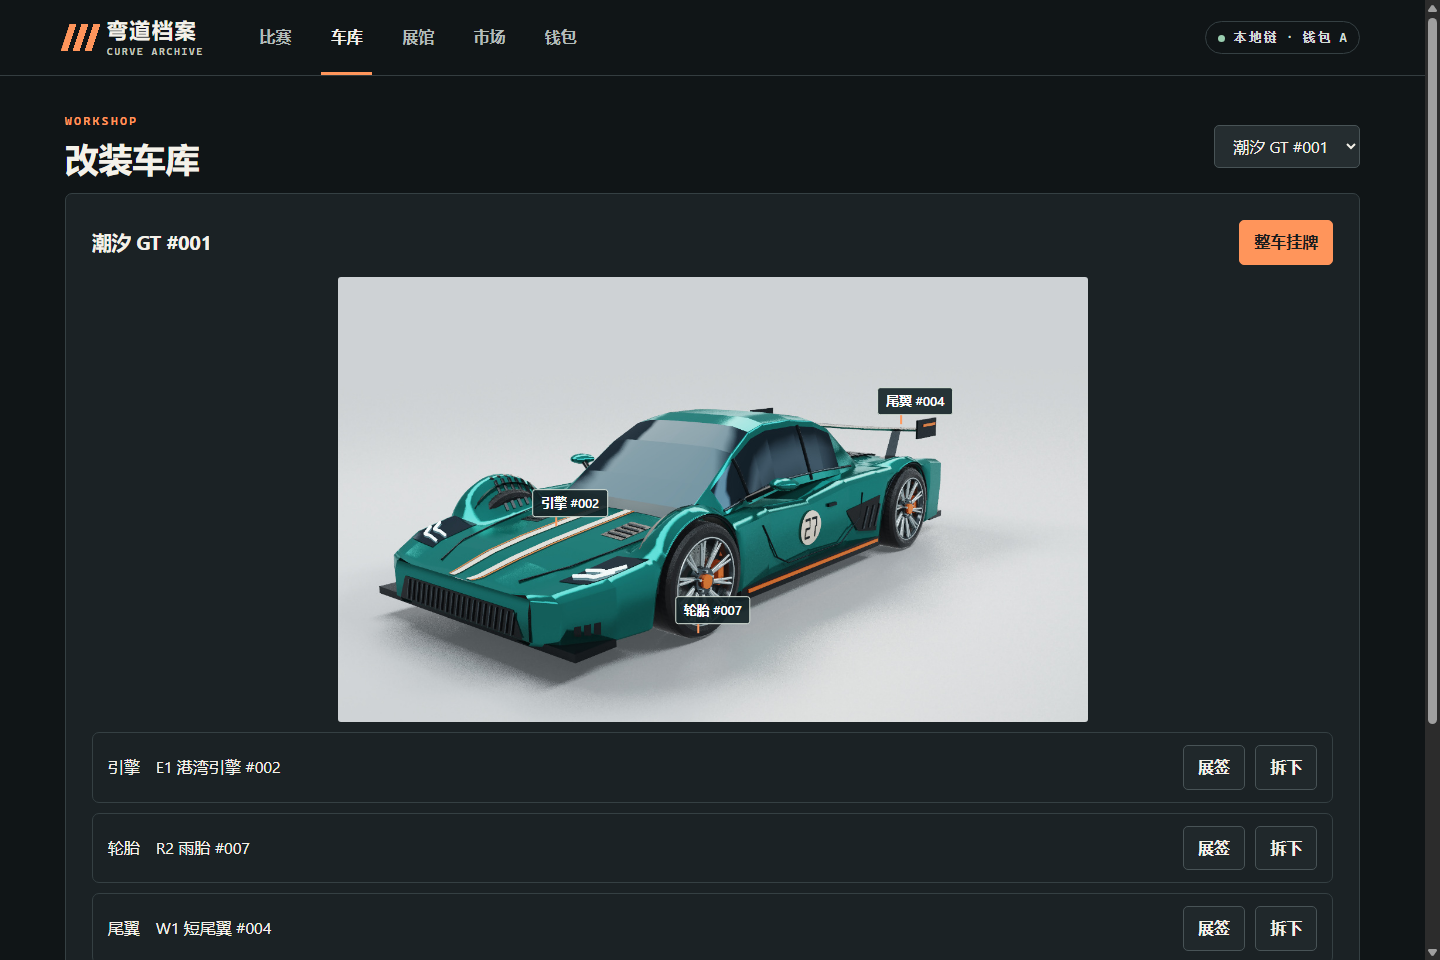 弯道档案
CURVE ARCHIVE
比赛
车库
展馆
市场
钱包
本地链 · 钱包 A
WORKSHOP
改装车库
潮汐 GT #001
潮汐 GT #001
整车挂牌
尾翼 #004
引擎 #002
27
轮胎 #007
引擎 E1 港湾引擎 #002
展签
拆下
轮胎 R2 雨胎 #007
展签
拆下
尾翼 W1 短尾翼 #004
展签
拆下